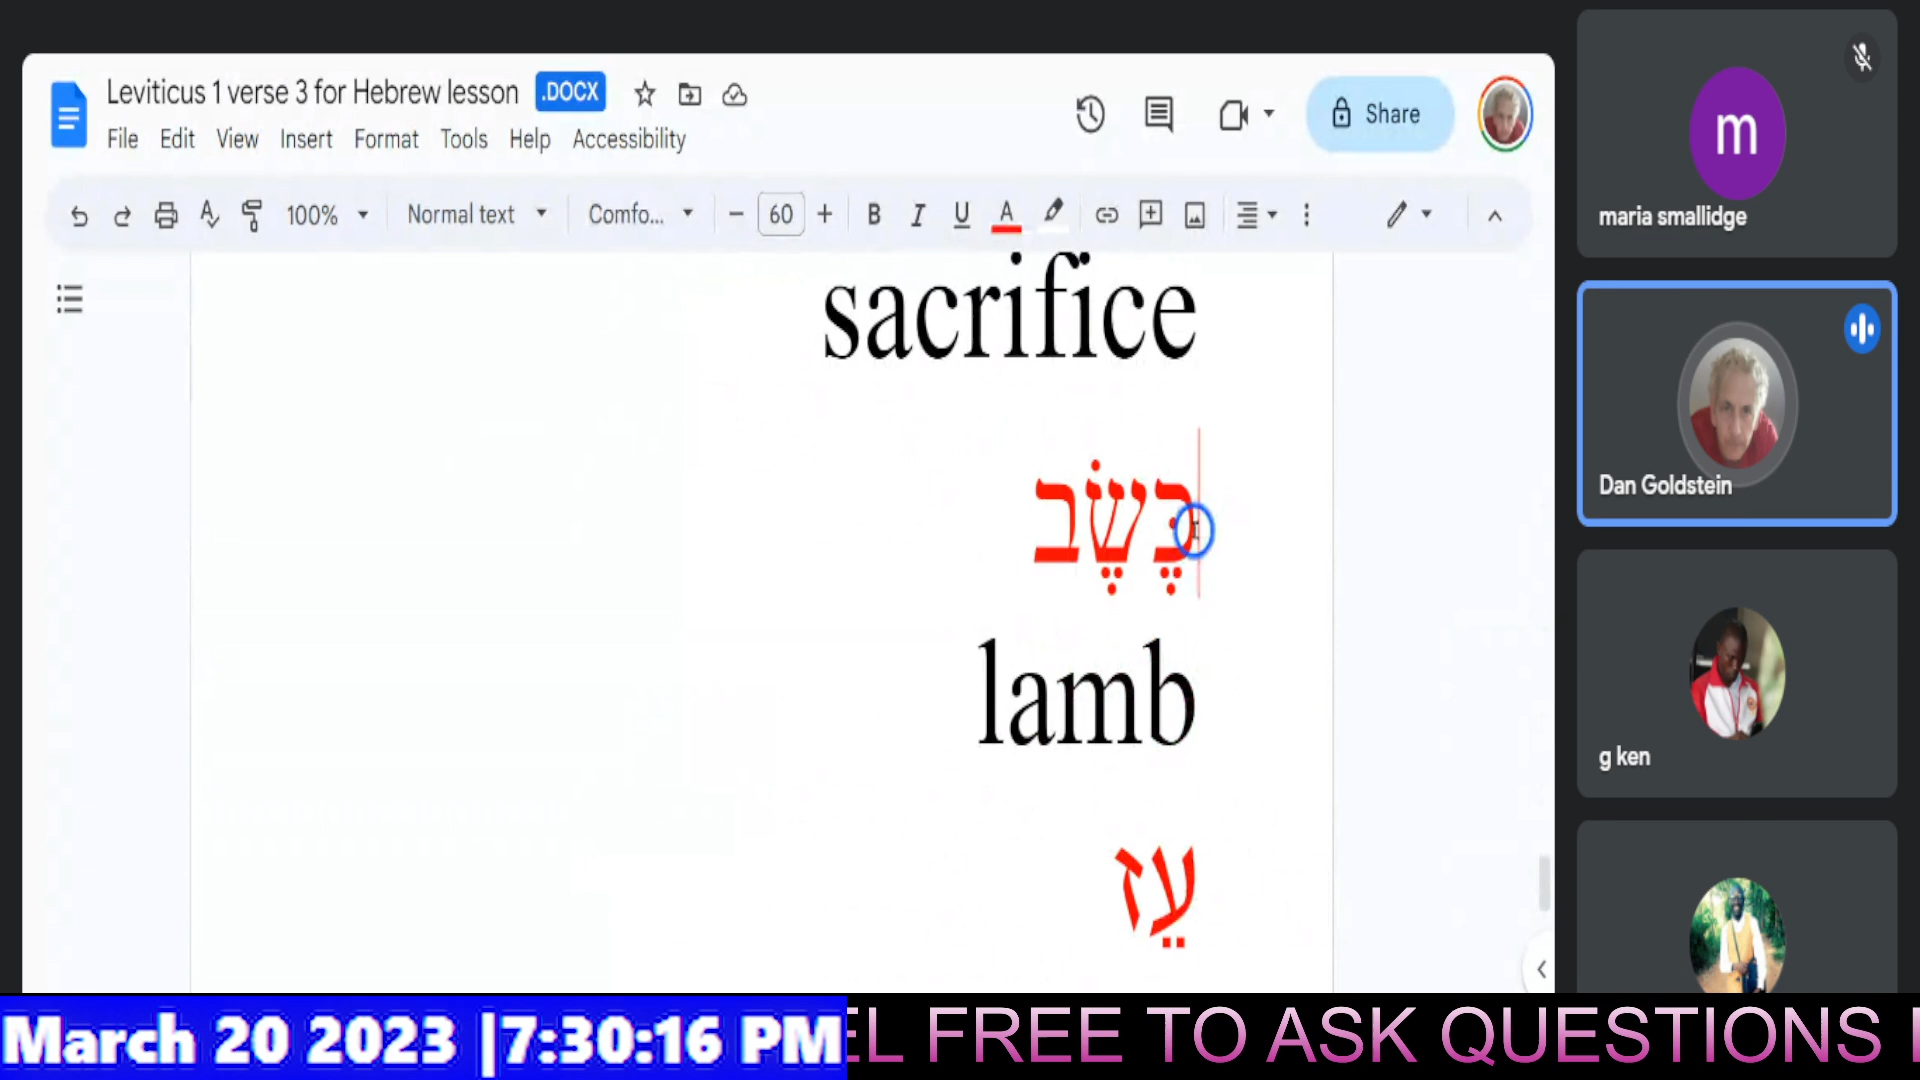 Leviticus 1 verse 3 for Hebrew lesson .DOCX
File Edit View Insert Format Tools Help Accessibility
Share
100% Normal text Comfo... − 60 + B I U A
sacrifice
כֶּשֶׂב
lamb
עֵז
m
maria smallidge
Dan Goldstein
g ken
March 20 2023 |7:30:16 PM
EL FREE TO ASK QUESTIONS